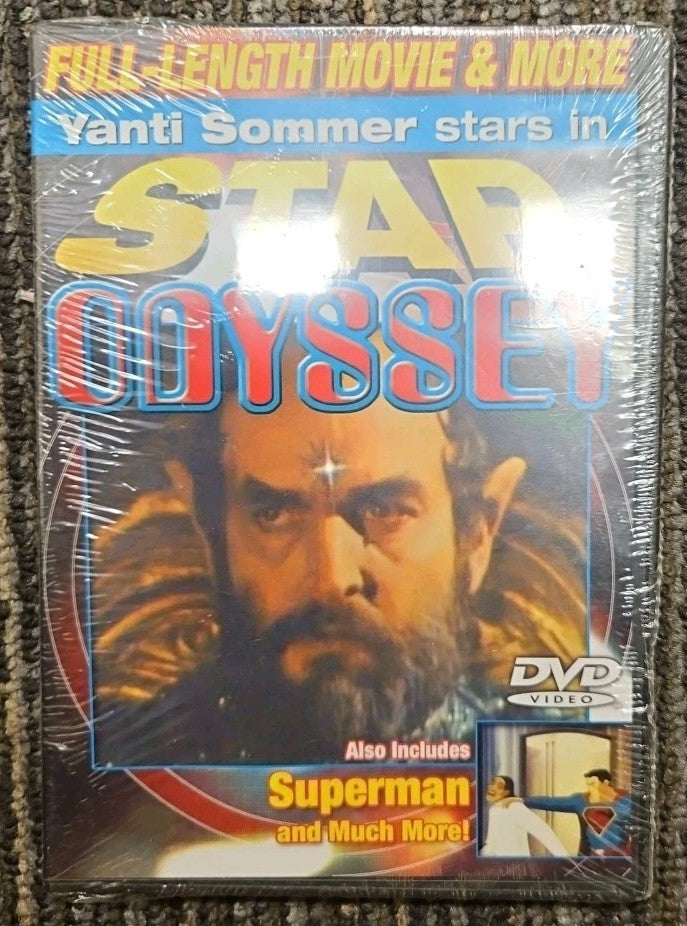 FULL-LENGTH MOVIE & MORE
Yanti Sommer stars in
STAR
ODYSSEY
DVD
VIDEO
Also Includes
Superman
and Much More!